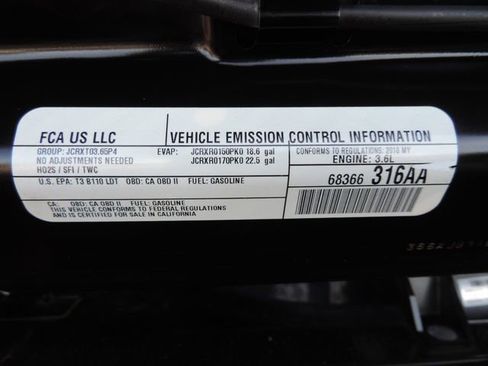 FCA US LLC
VEHICLE EMISSION CONTROL INFORMATION
GROUP: JCRXT03.65P4 EVAP: JCRXR0150PK0 18.6 gal CONFORMS TO REGULATIONS: 2018 MY
NO ADJUSTMENTS NEEDED JCRXR0170PK0 22.5 gal ENGINE: 3.6L
HO2S / SFI / TWC
68366 316AA
U.S. EPA: T3 B110 LDT OBD: CA OBD II FUEL: GASOLINE
CA: OBD: CA OBD II FUEL: GASOLINE
THIS VEHICLE CONFORMS TO FEDERAL REGULATIONS
AND IS CERTIFIED FOR SALE IN CALIFORNIA